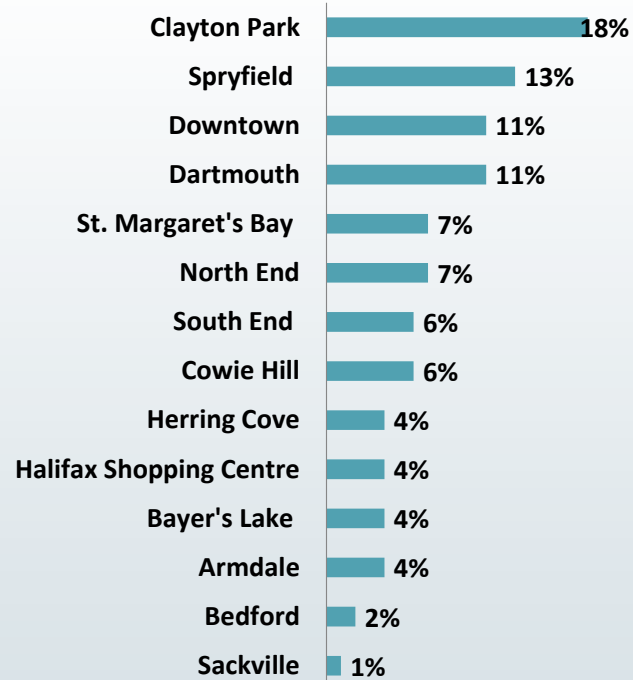 Clayton Park 18%
Spryfield 13%
Downtown 11%
Dartmouth 11%
St. Margaret's Bay 7%
North End 7%
South End 6%
Cowie Hill 6%
Herring Cove 4%
Halifax Shopping Centre 4%
Bayer's Lake 4%
Armdale 4%
Bedford 2%
Sackville 1%